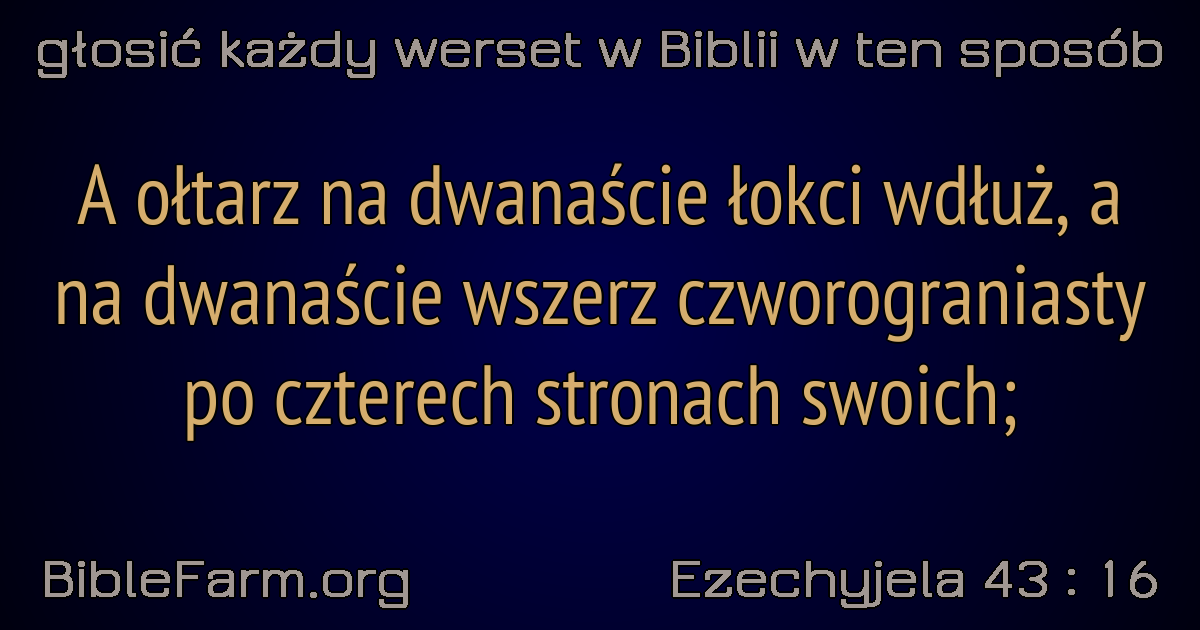 głosić każdy werset w Biblii w ten sposób
A ołtarz na dwanaście łokci wdłuż, a
na dwanaście wszerz czworograniasty
po czterech stronach swoich;
BibleFarm.org
Ezechyjela 43 : 16